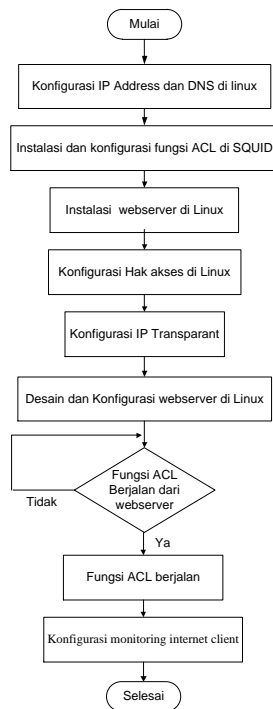 Mulai
Konfigurasi IP Address dan DNS di linux
Instalasi dan konfigurasi fungsi ACL di SQUID
Instalasi webserver di Linux
Konfigurasi Hak akses di Linux
Konfigurasi IP Transparant
Desain dan Konfigurasi webserver di Linux
Fungsi ACL
Berjalan dari
webserver
Tidak
Ya
Fungsi ACL berjalan
Konfigurasi monitoring internet client
Selesai